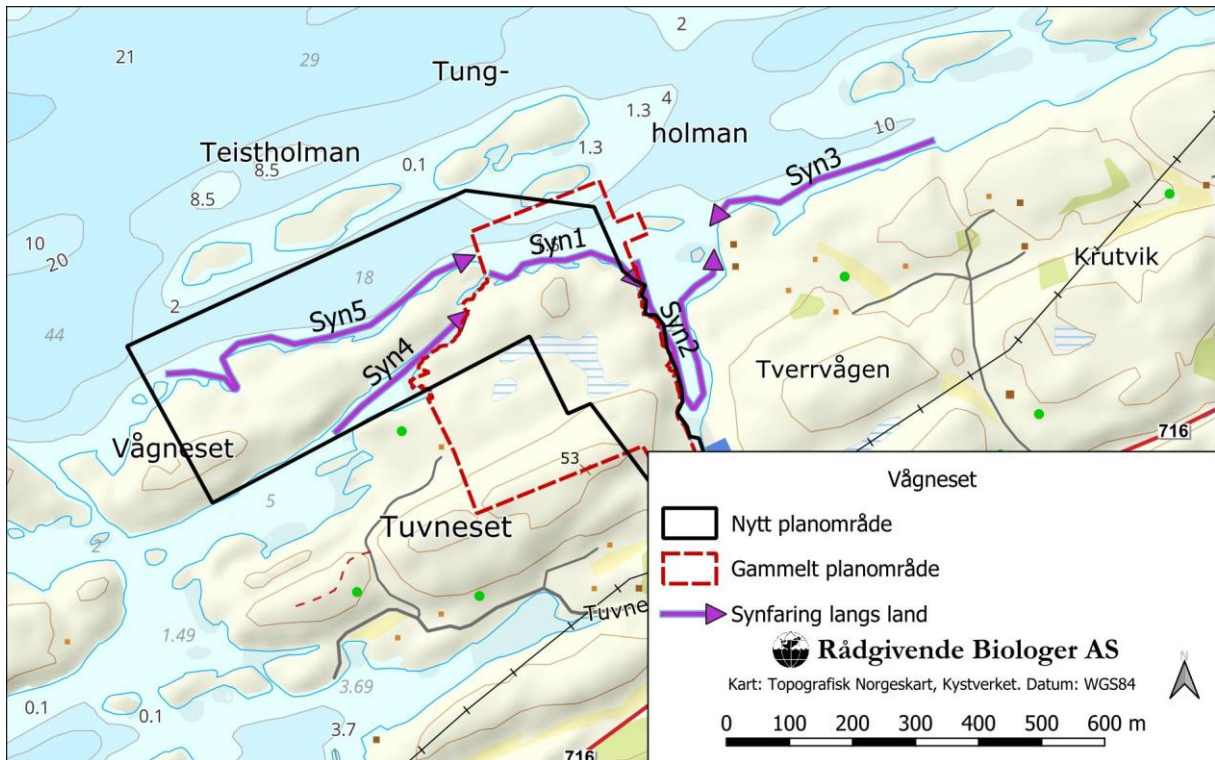 2
21
29
Tung-
4
1.3
1.3
holman
10
Syn3
Teistholman
0.1
8.5
8.5
10
20
18
Syn1
Krutvik
2
44
Syn5
Syn4
Syn2
Tverrvågen
Vågneset
53
716
5
Tuvneset
2
1.49
3.69
0.1
0.1
3.7
716
Tuvne
Vågneset
Nytt planområde
Gammelt planområde
Synfaring langs land
Rådgivende Biologer AS
N
Kart: Topografisk Norgeskart, Kystverket. Datum: WGS84
0 100 200 300 400 500 600 m